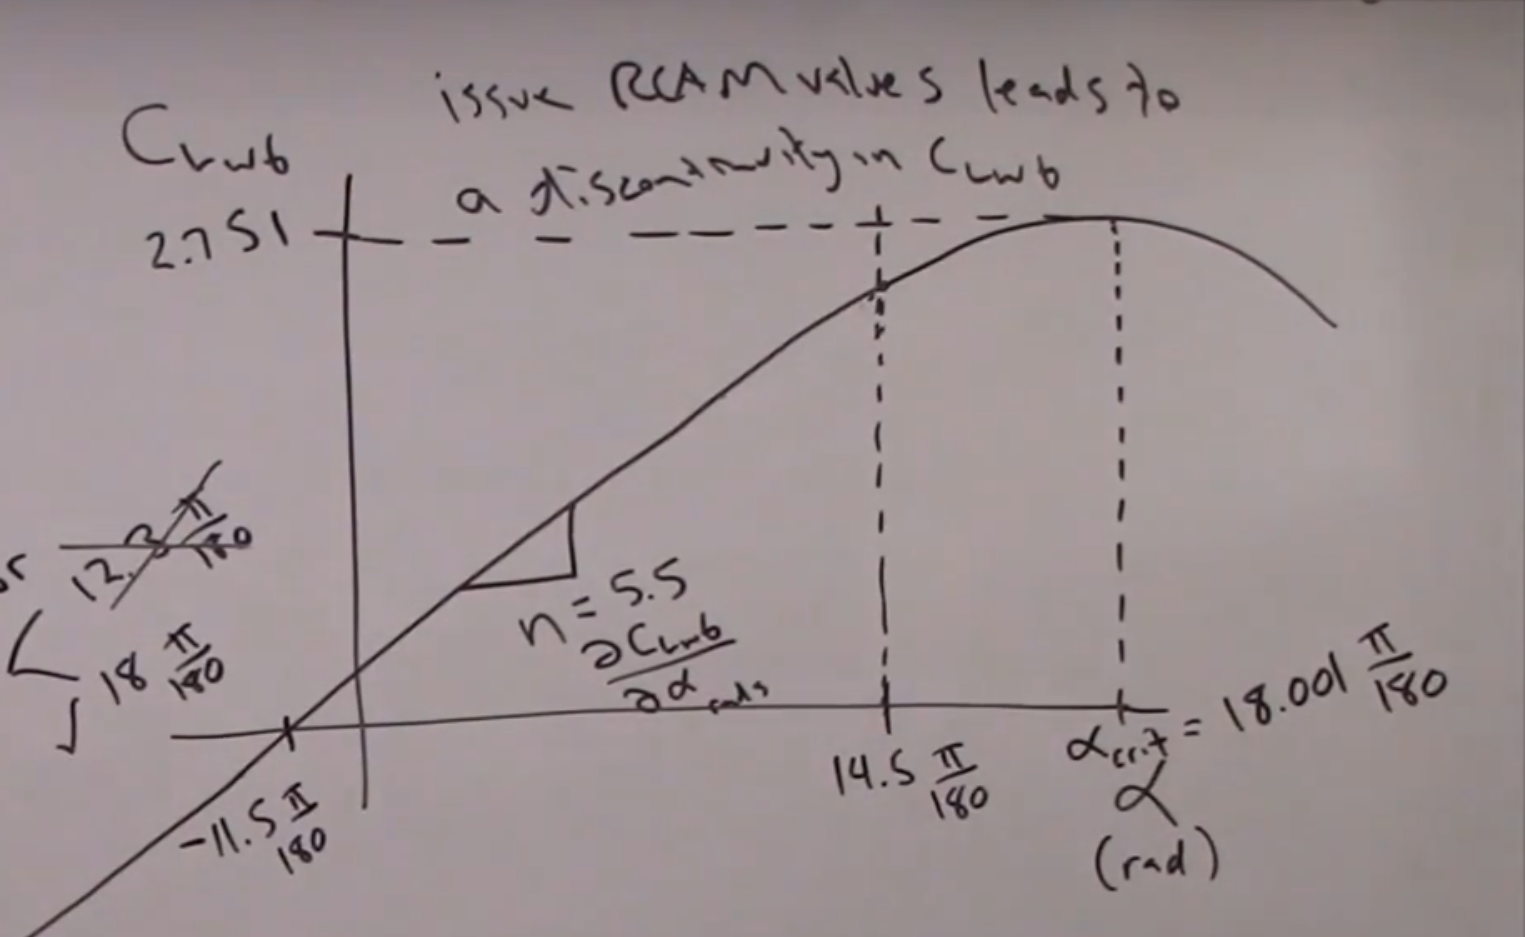 issue RCAM values leads to
a discontinuity in CLwb
CLwb
2.751
12.3 π/180
18 π/180
n = 5.5
∂CLwb/∂α rads
-11.5 π/180
14.5 π/180
αcrit = 18.001 π/180
α
(rad)